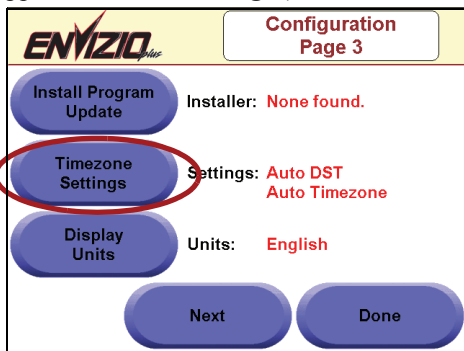 ENVIZIO plus
Configuration
Page 3
Install Program
Update
Installer: None found.
Timezone
Settings
Settings: Auto DST
Auto Timezone
Display
Units
Units: English
Next
Done